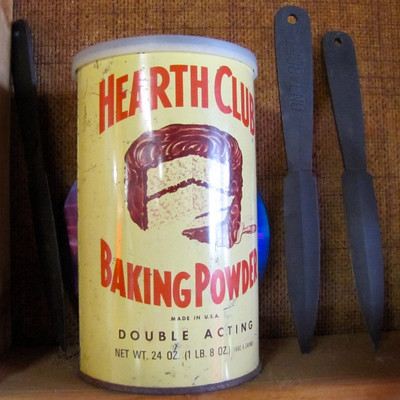 HEARTH CLUB
BAKING POWDER
MADE IN U.S.A.
DOUBLE ACTING
NET WT. 24 OZ. (1 LB. 8 OZ.)